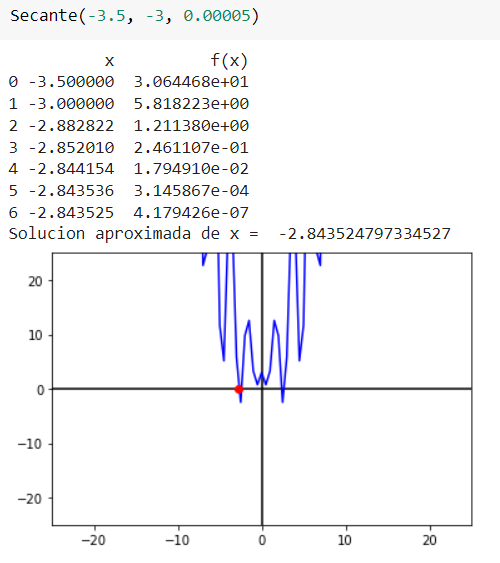 Secante(-3.5, -3, 0.00005)
x f(x)
0 -3.500000 3.064468e+01
1 -3.000000 5.818223e+00
2 -2.882822 1.211380e+00
3 -2.852010 2.461107e-01
4 -2.844154 1.794910e-02
5 -2.843536 3.145867e-04
6 -2.843525 4.179426e-07
Solucion aproximada de x = -2.843524797334527
20
10
0
−10
−20
−20 −10 0 10 20